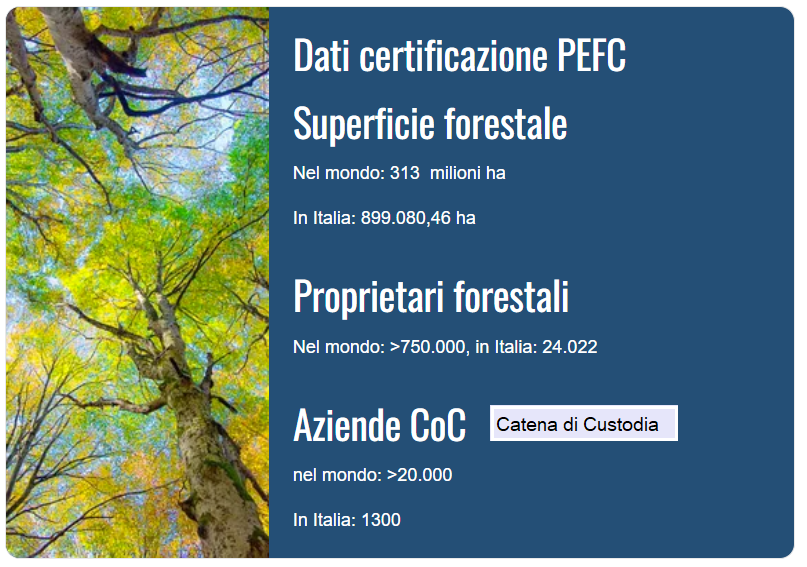 Dati certificazione PEFC
Superficie forestale
Nel mondo: 313  milioni ha
In Italia: 899.080,46 ha
Proprietari forestali
Nel mondo: >750.000, in Italia: 24.022
Aziende CoC
Catena di Custodia
nel mondo: >20.000
In Italia: 1300